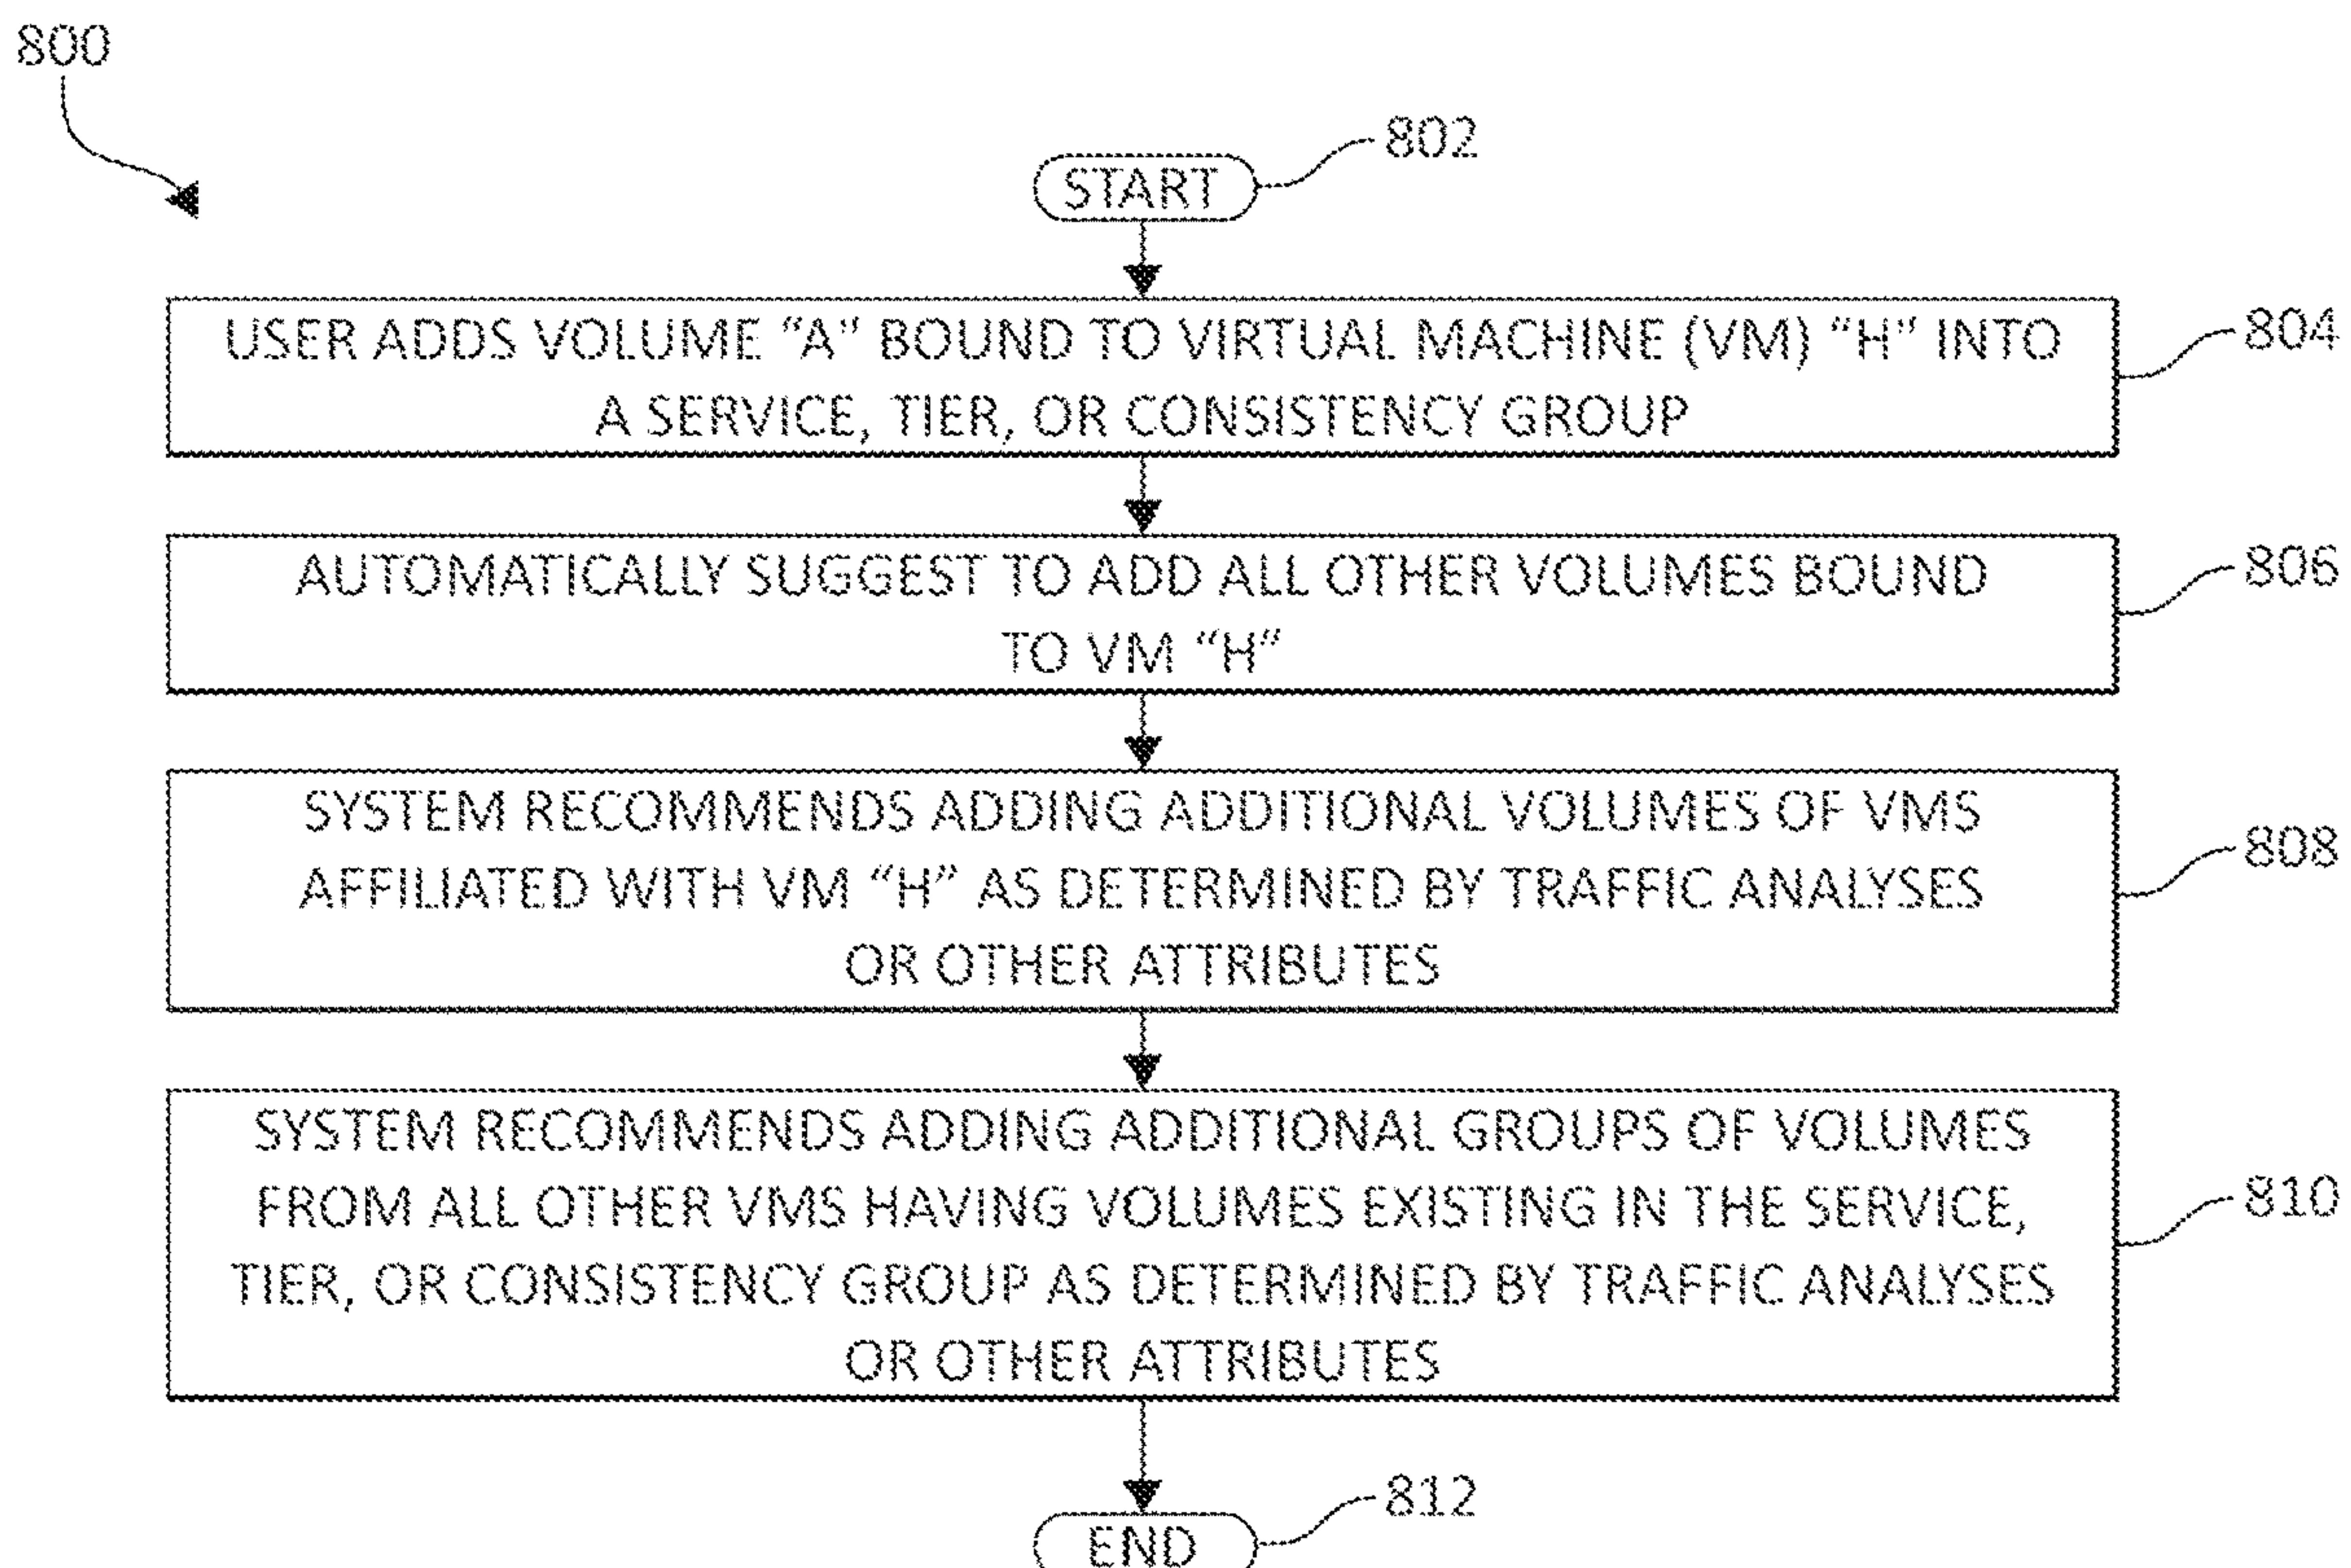 800
802
START
USER ADDS VOLUME “A” BOUND TO VIRTUAL MACHINE (VM) “H” INTO
A SERVICE, TIER, OR CONSISTENCY GROUP
804
AUTOMATICALLY SUGGEST TO ADD ALL OTHER VOLUMES BOUND
TO VM “H”
806
SYSTEM RECOMMENDS ADDING ADDITIONAL VOLUMES OF VMS
AFFILIATED WITH VM “H” AS DETERMINED BY TRAFFIC ANALYSES
OR OTHER ATTRIBUTES
808
SYSTEM RECOMMENDS ADDING ADDITIONAL GROUPS OF VOLUMES
FROM ALL OTHER VMS HAVING VOLUMES EXISTING IN THE SERVICE,
TIER, OR CONSISTENCY GROUP AS DETERMINED BY TRAFFIC ANALYSES
OR OTHER ATTRIBUTES
810
812
END